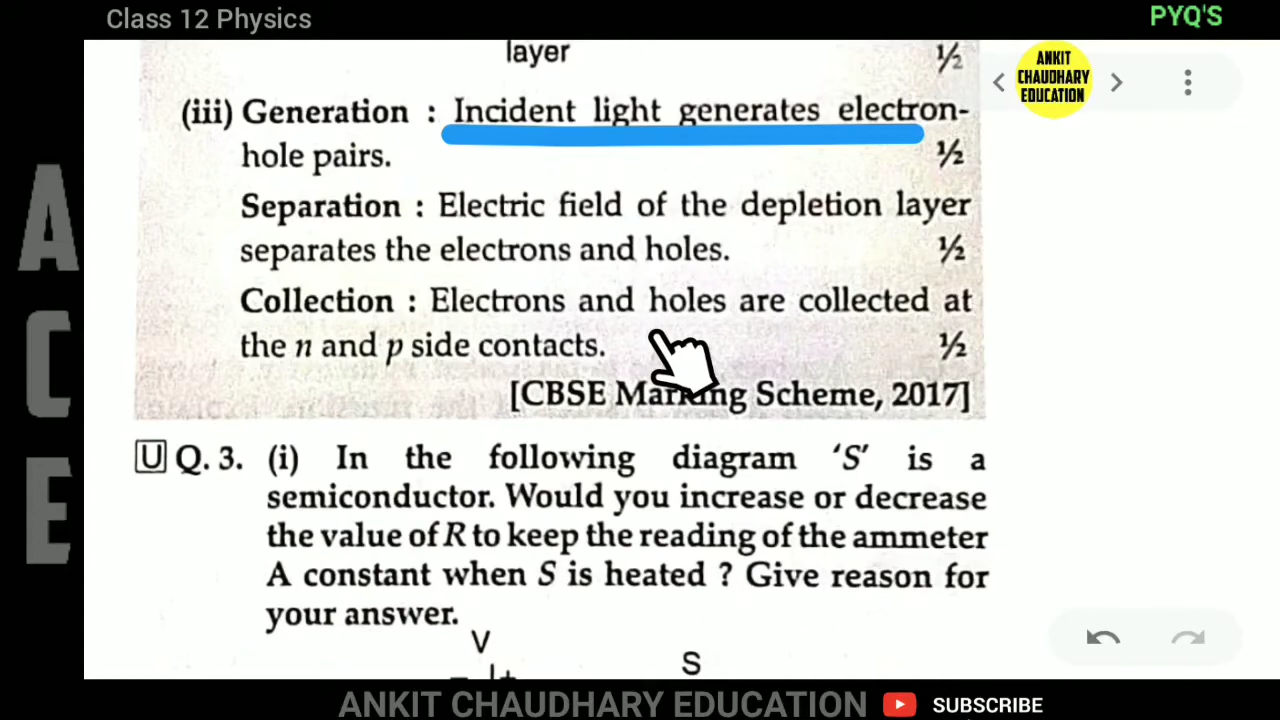 Class 12 Physics
PYQ'S
layer ½
ANKIT
CHAUDHARY
EDUCATION
(iii) Generation : Incident light generates electron-
hole pairs. ½
Separation : Electric field of the depletion layer
separates the electrons and holes. ½
Collection : Electrons and holes are collected at
the n and p side contacts. ½
[CBSE Marking Scheme, 2017]
U Q. 3. (i) In the following diagram ‘S’ is a
semiconductor. Would you increase or decrease
the value of R to keep the reading of the ammeter
A constant when S is heated ? Give reason for
your answer.
V
S
A
C
E
ANKIT CHAUDHARY EDUCATION SUBSCRIBE